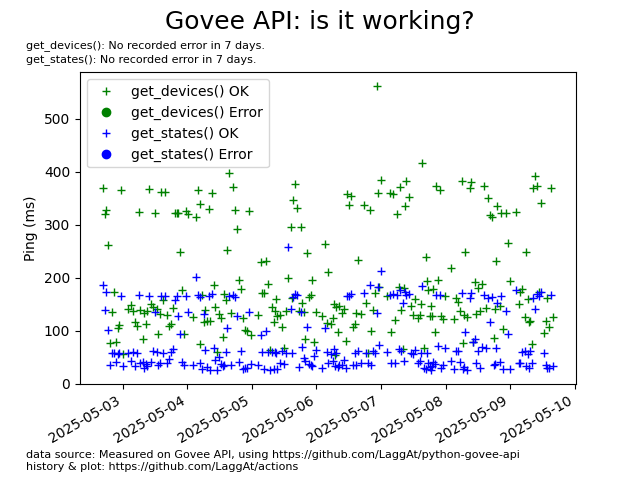 Govee API: is it working?
get_devices(): No recorded error in 7 days.
get_states(): No recorded error in 7 days.
get_devices() OK
get_devices() Error
get_states() OK
get_states() Error
Ping (ms)
500
400
300
200
100
0
2025-05-03
2025-05-04
2025-05-05
2025-05-06
2025-05-07
2025-05-08
2025-05-09
2025-05-10
data source: Measured on Govee API, using https://github.com/LaggAt/python-govee-api
history & plot: https://github.com/LaggAt/actions